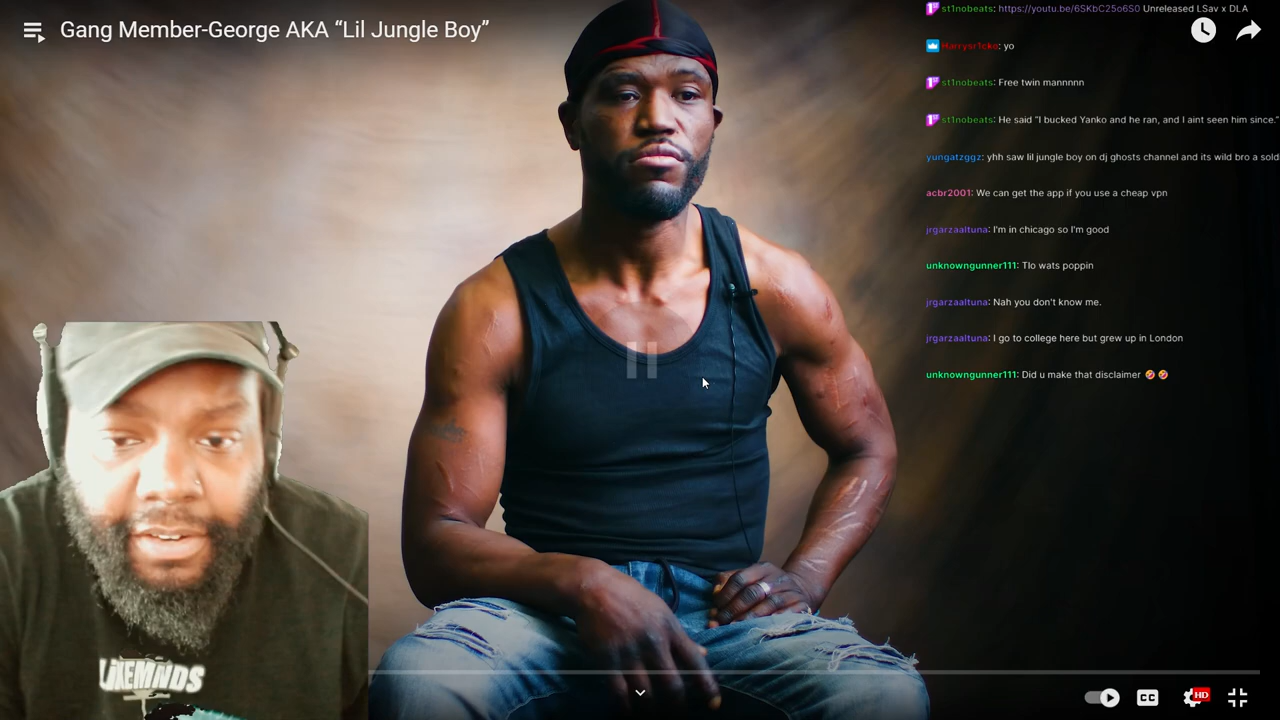 Gang Member-George AKA “Lil Jungle Boy”
st1nobeats: https://youtu.be/6SKbC25o6S0 Unreleased LSav x DLA
Harrysr1cko: yo
st1nobeats: Free twin mannnnn
st1nobeats: He said "I bucked Yanko and he ran, and I aint seen him since."
yungatzggz: yhh saw lil jungle boy on dj ghosts channel and its wild bro a sold
acbr2001: We can get the app if you use a cheap vpn
jrgarzaaltuna: I'm in chicago so I'm good
unknowngunner111: Tlo wats poppin
jrgarzaaltuna: Nah you don't know me.
jrgarzaaltuna: I go to college here but grew up in London
unknowngunner111: Did u make that disclaimer 🤣 🤣
LIKEMNDS
CC
HD